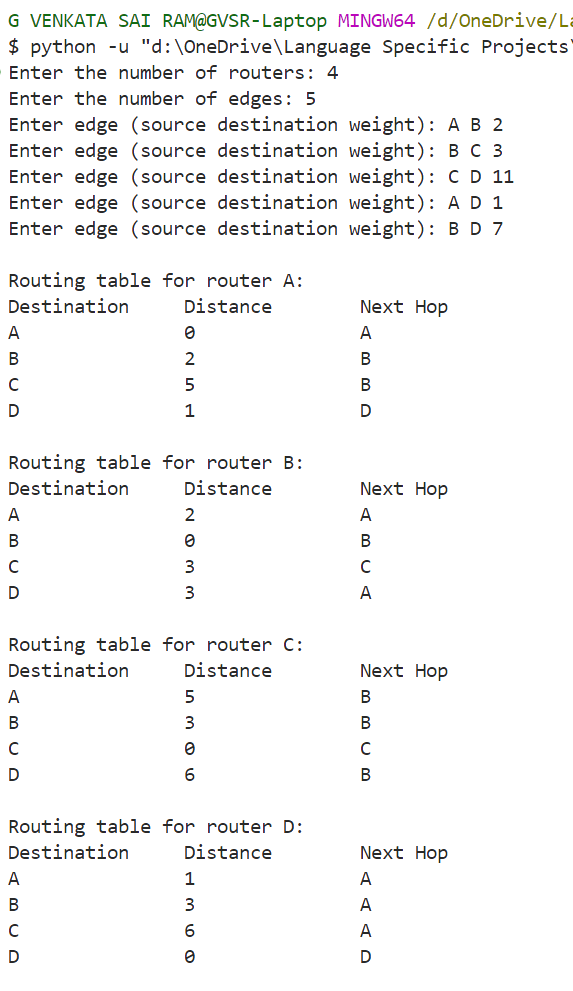 G VENKATA SAI RAM@GVSR-Laptop MINGW64 /d/OneDrive/La
$ python -u "d:\OneDrive\Language Specific Projects\
Enter the number of routers: 4
Enter the number of edges: 5
Enter edge (source destination weight): A B 2
Enter edge (source destination weight): B C 3
Enter edge (source destination weight): C D 11
Enter edge (source destination weight): A D 1
Enter edge (source destination weight): B D 7
Routing table for router A:
Destination Distance Next Hop
A 0 A
B 2 B
C 5 B
D 1 D
Routing table for router B:
Destination Distance Next Hop
A 2 A
B 0 B
C 3 C
D 3 A
Routing table for router C:
Destination Distance Next Hop
A 5 B
B 3 B
C 0 C
D 6 B
Routing table for router D:
Destination Distance Next Hop
A 1 A
B 3 A
C 6 A
D 0 D